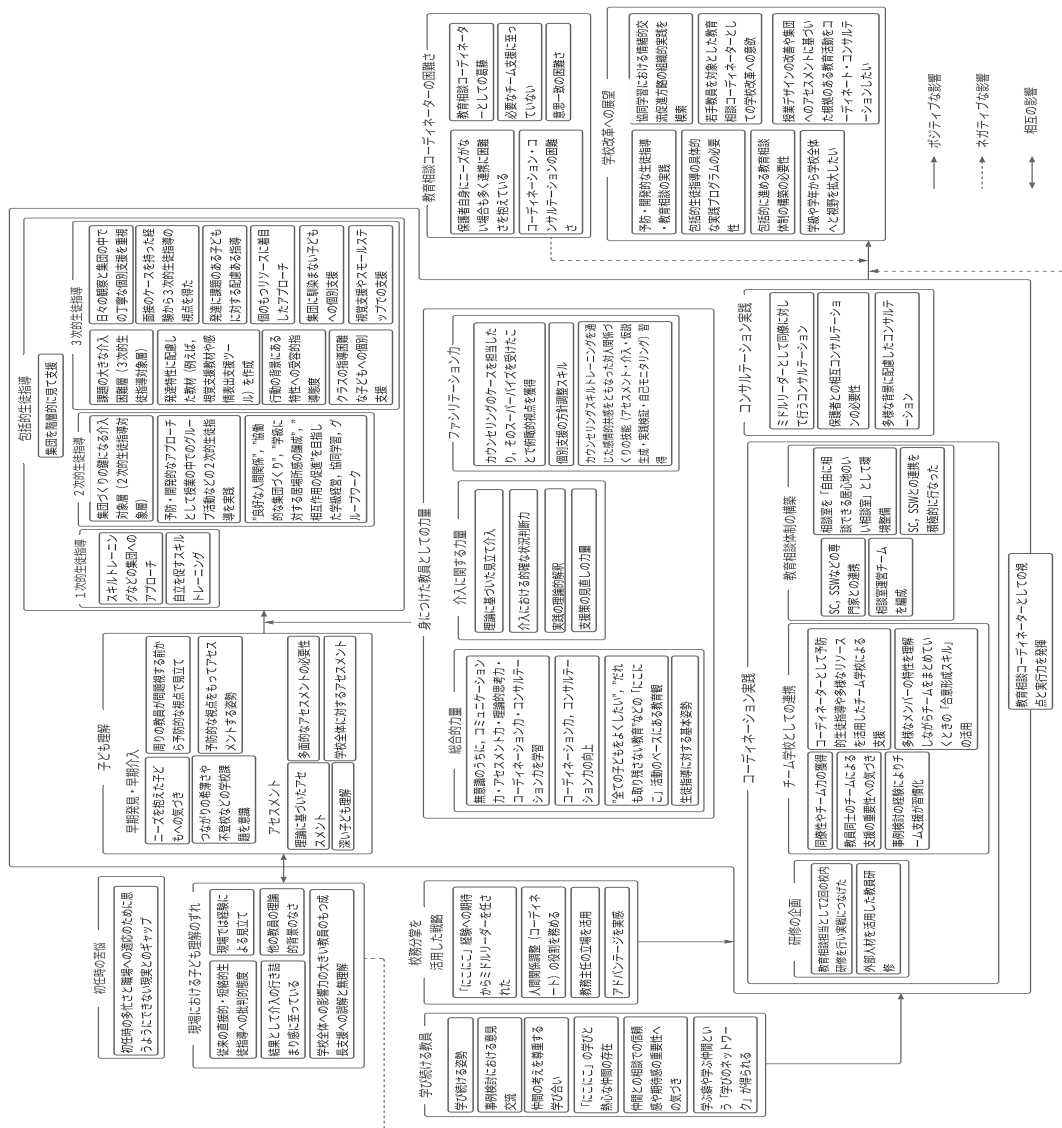 初任時の苦悩
初任時の多忙さと職場への適応のために思
うようにできない現実とのギャップ
現場における子ども理解のずれ
従来の直接的・短絡的生
徒指導への批判的態度
現場では経験に
よる見立て
結果として介入の行き詰
まり感に至っている
他の教員の理論
的背景のなさ
学校全体への影響力の大きい教員のもつ成
長支援への誤解と無理解
子ども理解
早期発見・早期介入
ニーズを抱えた子ど
もへの気づき
周りの教員が問題視する前か
ら予防的な視点で見立て
つながりの希薄さや
不登校などの学校課
題を意識
予防的な視点をもってアセス
メントする姿勢
アセスメント
理論に基づいたアセ
スメント
多面的なアセスメントの必要性
深い子ども理解
学校全体に対するアセスメント
包括的生徒指導
集団を階層的に見て支援
1次的生徒指導
スキルトレーニン
グなどの集団への
アプローチ
自立を促すスキル
トレーニング
2次的生徒指導
集団づくりの鍵になる介入
対象層（2次的生徒指導対
象層）
予防・開発的なアプローチ
として授業の中でのグルー
プ活動などの2次的生徒指
導を実践
"良好な人間関係", "協働
的な集団づくり", "学級に
対する居場所感の醸成", "
相互作用の促進"を目指し
た学級経営，協同学習，グ
ループワーク
3次的生徒指導
課題の大きな介入
困難層（3次的生
徒指導対象層）
日々の観察と集団の中で
の丁寧な個別支援を重視
発達特性に配慮し
た教材（例えば，
視覚支援教材や感
情表出支援ツー
ル）を作成
面接のケースを持った経
験から3次的生徒指導の
視点を得た
発達に課題のある子ども
に対する配慮ある指導
行動の背景にある
特性への受容的指
導態度
個のもつリソースに着目
したアプローチ
クラスの指導困難
な子どもへの個別
支援
集団に馴染まない子ども
への個別支援
視覚支援やスモールステ
ップでの支援
学び続ける教員
学び続ける姿勢
事例検討における意見
交流
仲間の考えを尊重する
学び合い
「にこにこ」の学びと
熱心な仲間の存在
仲間との相談での信頼
感や期待感の重要性へ
の気づき
学ぶ癖や学ぶ仲間とい
う「学びのネットワー
ク」が得られる
校務分掌を
活用した戦略
「にこにこ」経験への期待
からミドルリーダーを任さ
れた
人間関係調整（コーディネ
ート）の役割を務める
教務主任の立場を活用
アドバンテージを実感
身につけた教員としての力量
総合的力量
無意識のうちに，コミュニケーション
力・アセスメント力・理論的思考力・
コーディネーション力・コンサルテー
ション力を学習
コーディネーション力，コンサルテー
ション力の向上
"全ての子どもをよくしたい", "だれ
も取り残さない教育"などの「にこに
こ」活動のベースにある教育観
生徒指導に対する基本姿勢
介入に関する力量
理論に基づいた見立て介入
介入における的確な状況判断力
実践の理論的解釈
支援策の見直しの力量
ファシリテーション力
カウンセリングのケースを担当した
り，そのスーパーバイズを受けたこ
とで俯瞰的視点を獲得
個別支援の方針調整スキル
カウンセリングスキルトレーニングを通
じた感情的共感をともなった対人関係づ
くりの技能（アセスメント・介入・仮説
生成・実践検証・自己モニタリング）習
得
教育相談コーディネーターの困難さ
保護者自身にニーズがな
い場合も多く連携に困難
さを抱えている
教育相談コーディネータ
ーとしての葛藤
コーディネーション・コ
ンサルテーションの困難
さ
必要なチーム支援に至っ
ていない
意思一致の困難さ
学校改革への展望
予防・開発的な生徒指導
・教育相談の実践
協同学習における情緒的交
流促進方略の組織的実践を
模索
包括的生徒指導の具体的
な実践プログラムの必要
性
若手教員を対象とした教育
相談コーディネーターとし
ての学校改革への意欲
包括的に進める教育相談
体制の構築の必要性
学級や学年から学校全体
へと視野を拡大したい
授業デザインの改善や集団
へのアセスメントに基づい
た根拠のある教育活動をコ
ーディネート・コンサルテ
ーションしたい
コーディネーション実践
研修の企画
教育相談担当として2回の校内
研修を行い実戦につなげた
外部人材を活用した教員研
修
チーム学校としての連携
同僚性やチーム力の獲得
教員同士のチームによる
支援の重要性への気づき
事例検討の経験によりチ
ーム支援が習慣化
コーディネーターとして予防
的生徒指導や多様なリソース
を活用したチーム学校による
支援
多様なメンバーの特性を理解
しながらチームをまとめてい
くときの「合意形成スキル」
の活用
教育相談体制の構築
SC，SSWなどの専
門家との連携
相談室運営チーム
を編成
相談室を「自由に相
談できる居心地のい
い相談室」として環
境整備
SC，SSWとの連携を
積極的に行なった
コンサルテーション実践
ミドルリーダーとして同僚に対し
て行うコンサルテーション
保護者との相互コンサルテーショ
ンの必要性
多様な背景に配慮したコンサルテ
ーション
教育相談コーディネーターとしての視
点と実行力を発揮
ポジティブな影響
ネガティブな影響
相互の影響